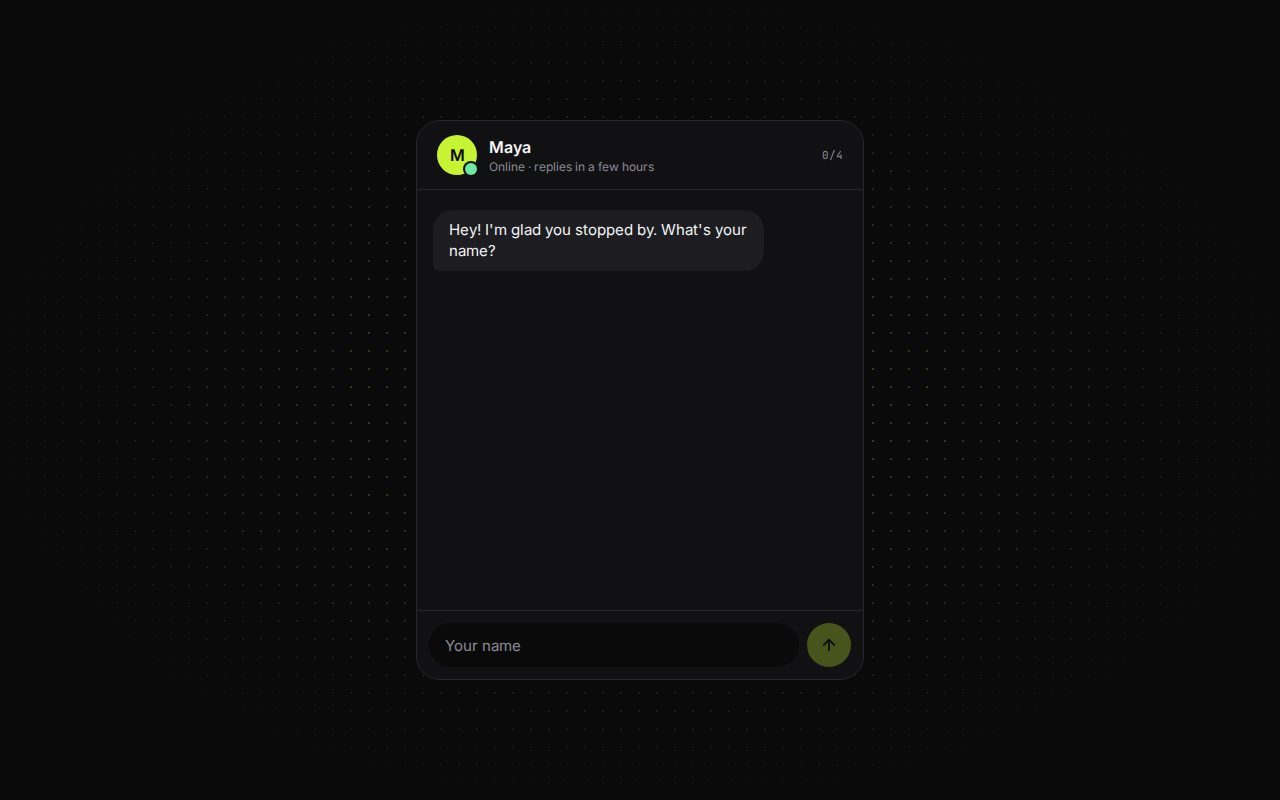 M
Maya
Online · replies in a few hours
0/4
Hey! I'm glad you stopped by. What's your
name?
Your name